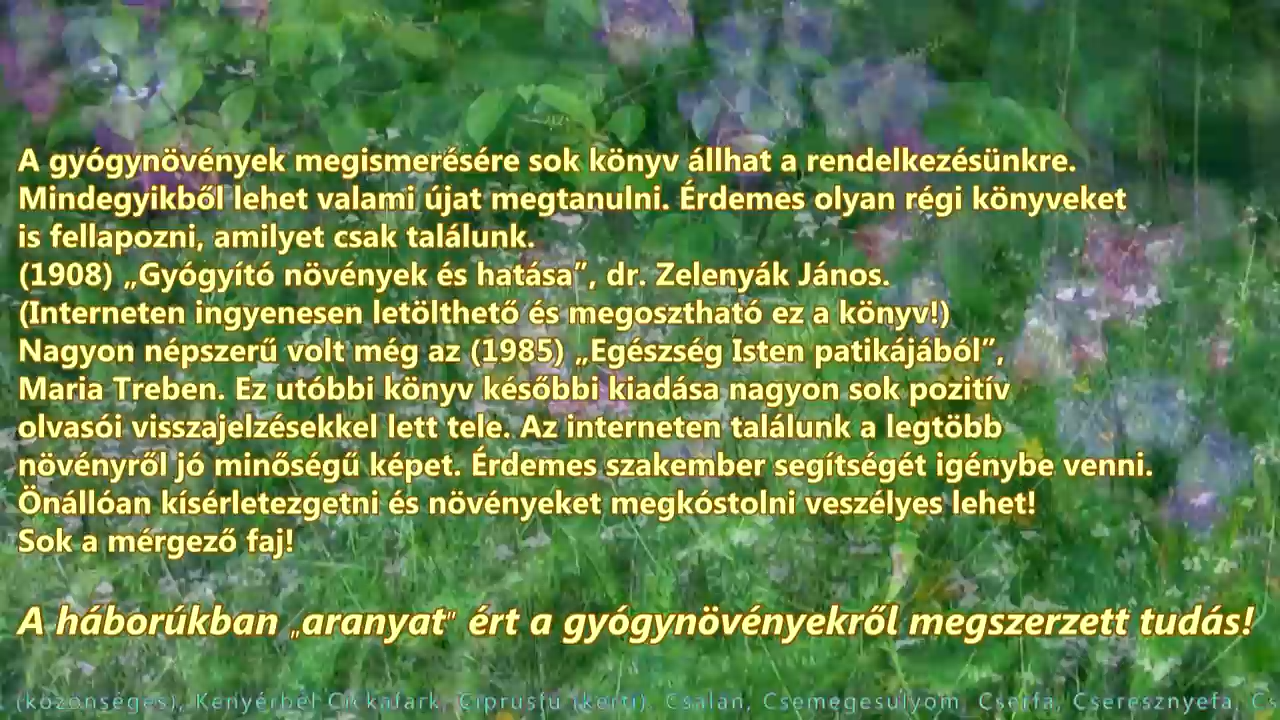 A gyógynövények megismerésére sok könyv állhat a rendelkezésünkre.
Mindegyikből lehet valami újat megtanulni. Érdemes olyan régi könyveket
is fellapozni, amilyet csak találunk.
(1908) „Gyógyító növények és hatása”, dr. Zelenyák János.
(Interneten ingyenesen letölthető és megosztható ez a könyv!)
Nagyon népszerű volt még az (1985) „Egészség Isten patikájából”,
Maria Treben. Ez utóbbi könyv későbbi kiadása nagyon sok pozitív
olvasói visszajelzésekkel lett tele. Az interneten találunk a legtöbb
növényről jó minőségű képet. Érdemes szakember segítségét igénybe venni.
Önállóan kísérletezgetni és növényeket megkóstolni veszélyes lehet!
Sok a mérgező faj!
A háborúkban „aranyat” ért a gyógynövényekről megszerzett tudás!
(közönséges), Kenyérbél Cickafark, Ciprusfű (kerti), Csalán, Csemegesulyom, Cserfa, Cseresznyefa,